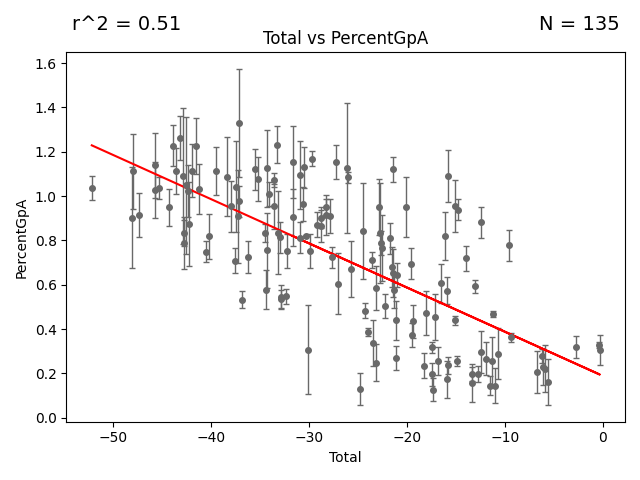 r^2 = 0.51 N = 135
Total vs PercentGpA
1.6
1.4
1.2
1.0
0.8
0.6
0.4
0.2
0.0
PercentGpA
−50 −40 −30 −20 −10 0
Total